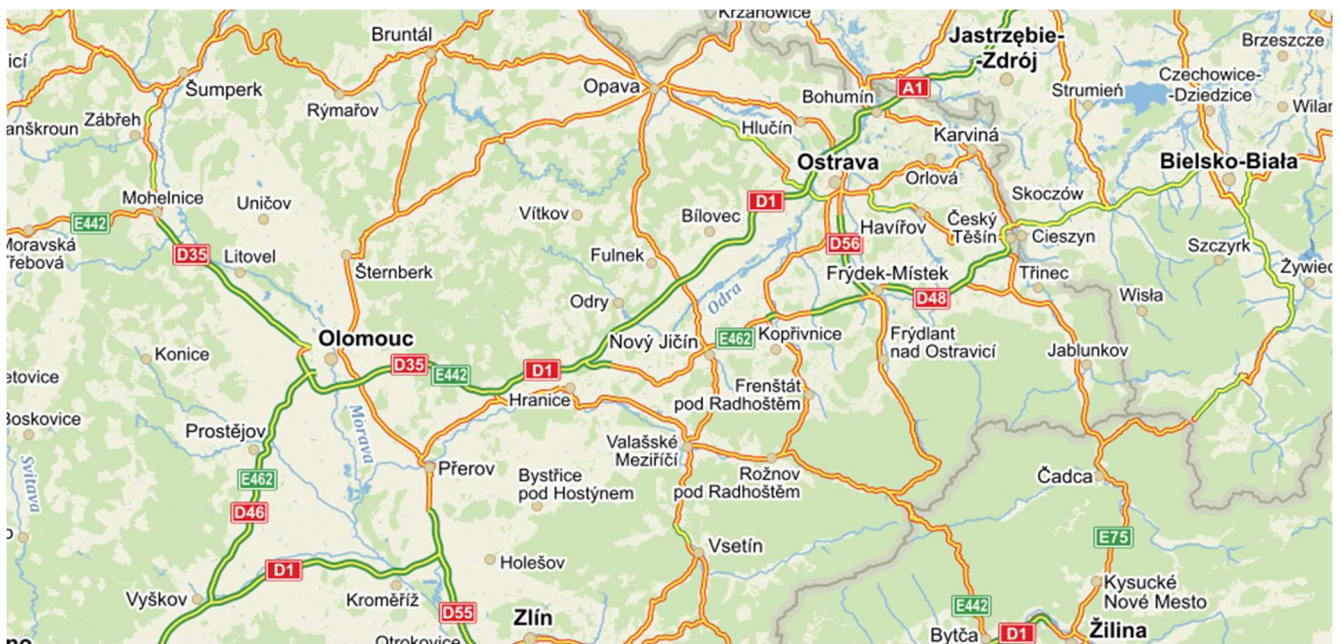 Krzanowice
Bruntál
Jastrzębie-
-Zdrój
Brzeszcze
icí
Šumperk
Opava
Bohumín
A1
Strumień
Czechowice-
-Dziedzice
Rýmařov
Zábřeh
anškroun
Hlučín
Karviná
Ostrava
Orlová
Bielsko-Biała
Mohelnice
Uničov
Vítkov
Bílovec
D1
Skoczów
E442
Havířov
Český
Těšín
Cieszyn
Moravská
Třebová
D35
Litovel
Šternberk
Fulnek
D56
Szczyrk
Frýdek-Místek
Třinec
Żywiec
Odry
Odra
D48
Wisła
Olomouc
Nový Jičín
E462
Kopřivnice
Frýdlant
nad Ostravicí
Jablunkov
Konice
D35
E442
D1
etovice
Hranice
Frenštát
pod Radhoštěm
Boskovice
Morava
Prostějov
Valašské
Meziříčí
Svitava
E462
Přerov
Bystřice
pod Hostýnem
Rožnov
pod Radhoštěm
Čadca
D46
E75
Vsetín
Holešov
D1
Vyškov
Kroměříž
D55
Zlín
Kysucké
Nové Mesto
E442
Bytča
D1
Žilina
Otrokovice